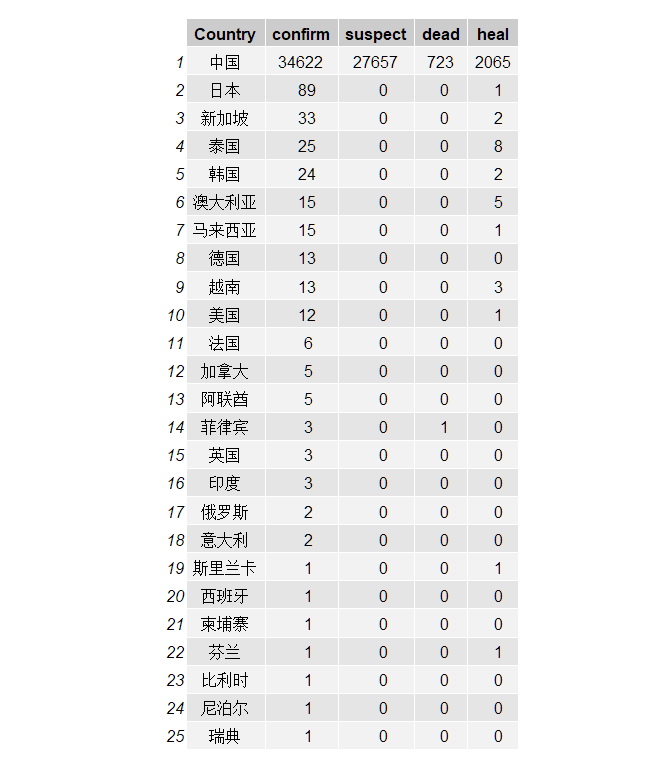 Country confirm suspect dead heal
1 中国 34622 27657 723 2065
2 日本 89 0 0 1
3 新加坡 33 0 0 2
4 泰国 25 0 0 8
5 韩国 24 0 0 2
6 澳大利亚 15 0 0 5
7 马来西亚 15 0 0 1
8 德国 13 0 0 0
9 越南 13 0 0 3
10 美国 12 0 0 1
11 法国 6 0 0 0
12 加拿大 5 0 0 0
13 阿联酋 5 0 0 0
14 菲律宾 3 0 1 0
15 英国 3 0 0 0
16 印度 3 0 0 0
17 俄罗斯 2 0 0 0
18 意大利 2 0 0 0
19 斯里兰卡 1 0 0 1
20 西班牙 1 0 0 0
21 柬埔寨 1 0 0 0
22 芬兰 1 0 0 1
23 比利时 1 0 0 0
24 尼泊尔 1 0 0 0
25 瑞典 1 0 0 0